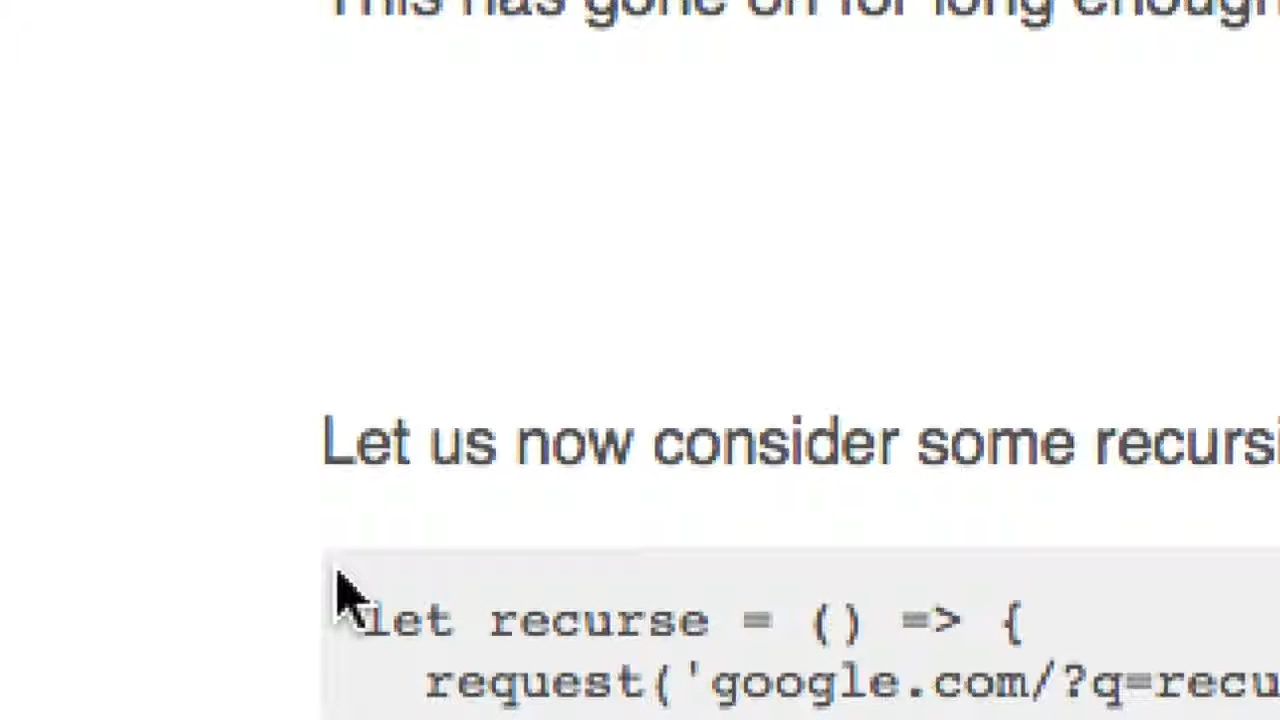 This has gone on for long enough
Let us now consider some recursi
let recurse = () => {
request('google.com/?q=recu